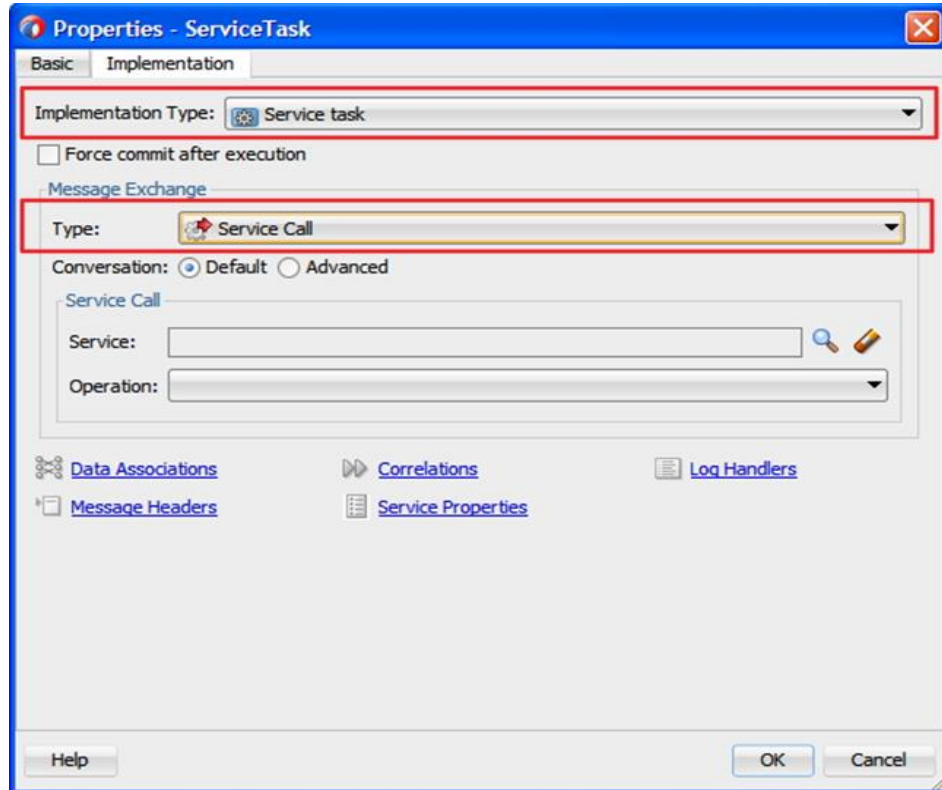 Properties - ServiceTask
Basic Implementation
Implementation Type: Service task
Force commit after execution
Message Exchange
Type: Service Call
Conversation: Default Advanced
Service Call
Service:
Operation:
Data Associations Correlations Log Handlers
Message Headers Service Properties
Help OK Cancel